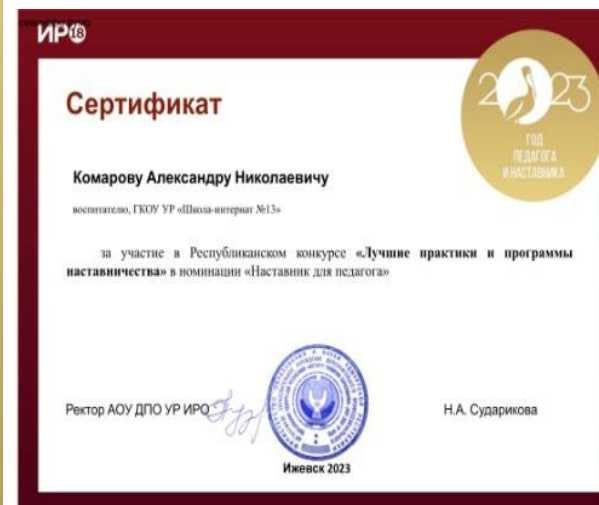 ИРО
18
2023
ГОД
ПЕДАГОГА
И НАСТАВНИКА
Сертификат
Комарову Александру Николаевичу
воспитателю, ГКОУ УР «Школа-интернат №13»
за участие в Республиканском конкурсе «Лучшие практики и программы
наставничества» в номинации «Наставник для педагога»
Ректор АОУ ДПО УР ИРО
Н.А. Сударикова
Ижевск 2023